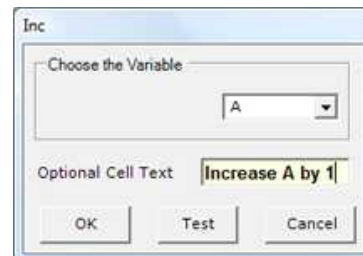 Inc
Choose the Variable
A
Optional Cell Text Increase A by 1
OK Test Cancel